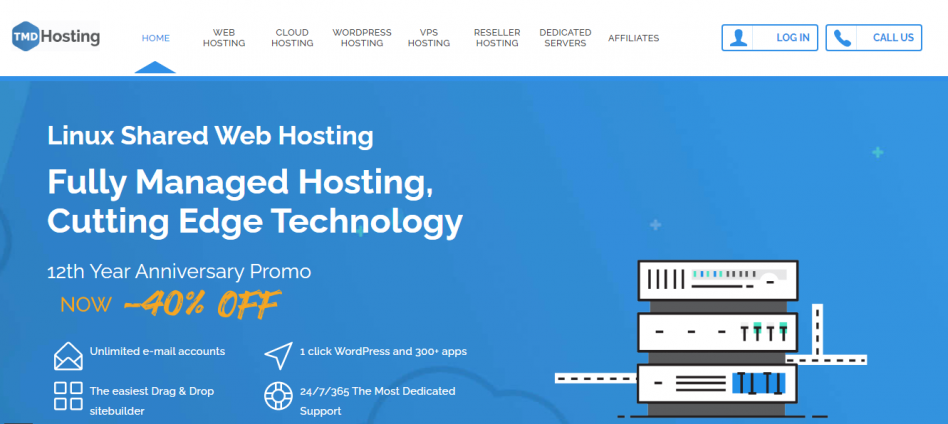 TMDHosting
HOME
WEB
HOSTING
CLOUD
HOSTING
WORDPRESS
HOSTING
VPS
HOSTING
RESELLER
HOSTING
DEDICATED
SERVERS
AFFILIATES
LOG IN
CALL US
Linux Shared Web Hosting
Fully Managed Hosting,
Cutting Edge Technology
12th Year Anniversary Promo
NOW –40% OFF
Unlimited e-mail accounts
1 click WordPress and 300+ apps
The easiest Drag & Drop
sitebuilder
24/7/365 The Most Dedicated
Support